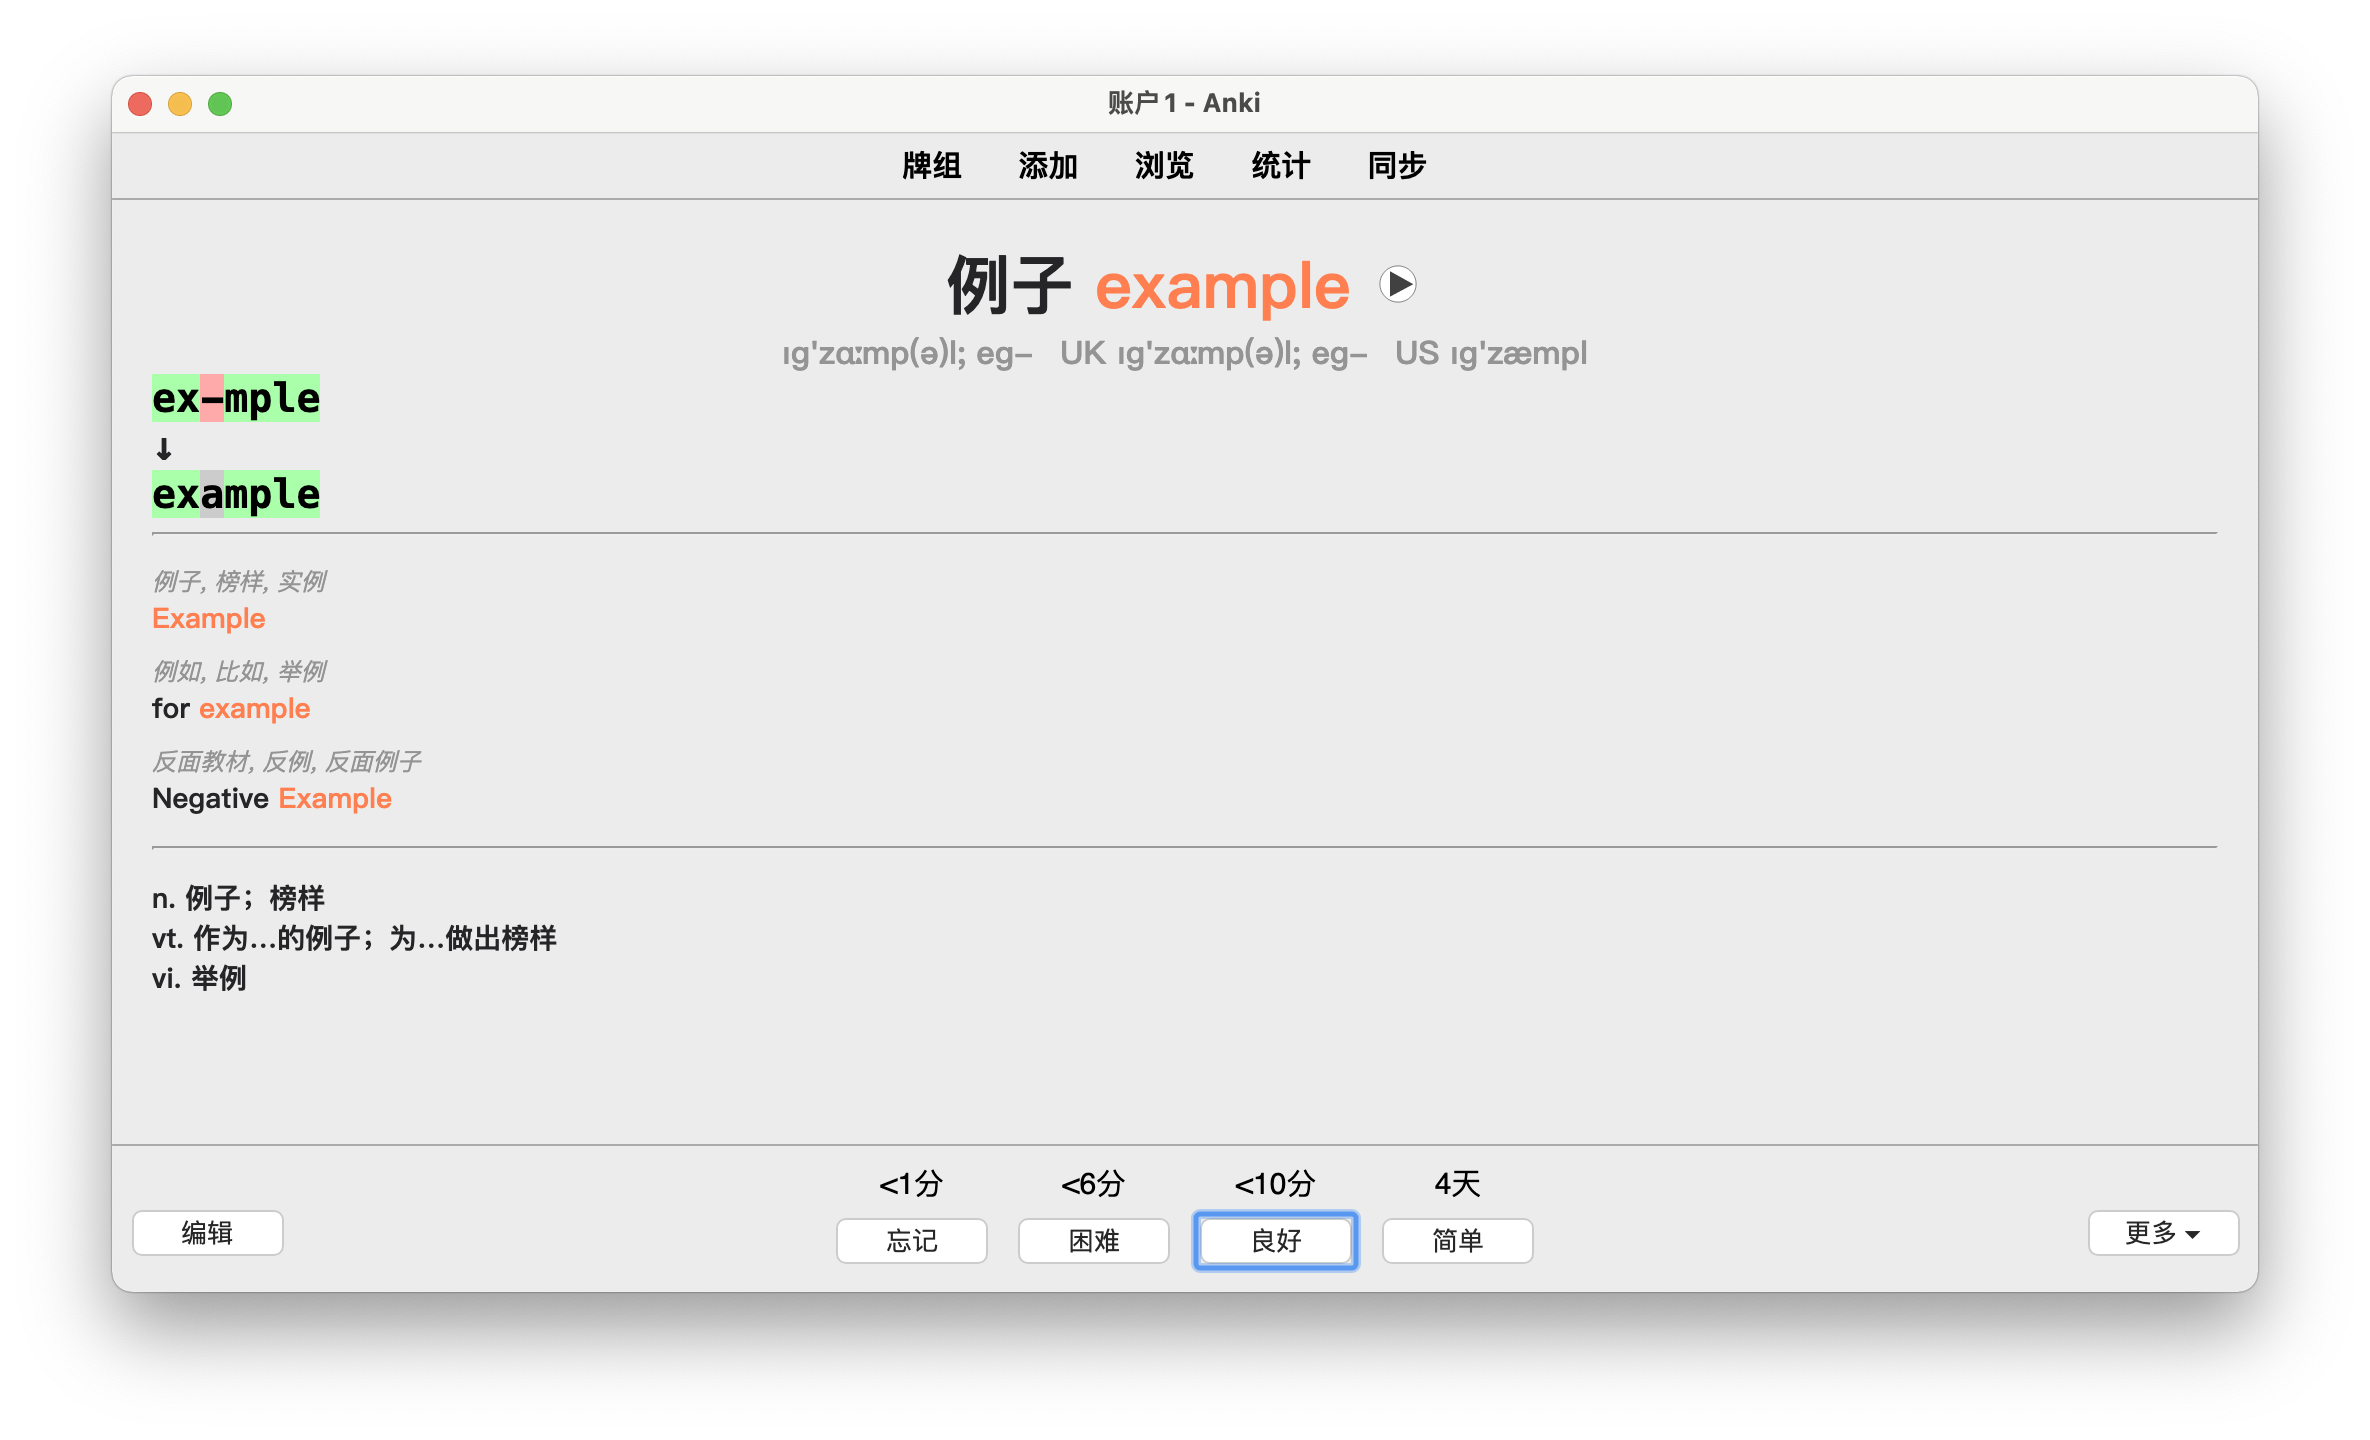 账户1 - Anki
牌组 添加 浏览 统计 同步
例子 example
ɪɡ'zɑːmp(ə)l; eg– UK ɪɡ'zɑːmp(ə)l; eg– US ɪɡ'zæmpl
ex-mple
↓
example
例子, 榜样, 实例
Example
例如, 比如, 举例
for example
反面教材, 反例, 反面例子
Negative Example
n. 例子；榜样
vt. 作为…的例子；为…做出榜样
vi. 举例
<1分 <6分 <10分 4天
编辑 忘记 困难 良好 简单 更多